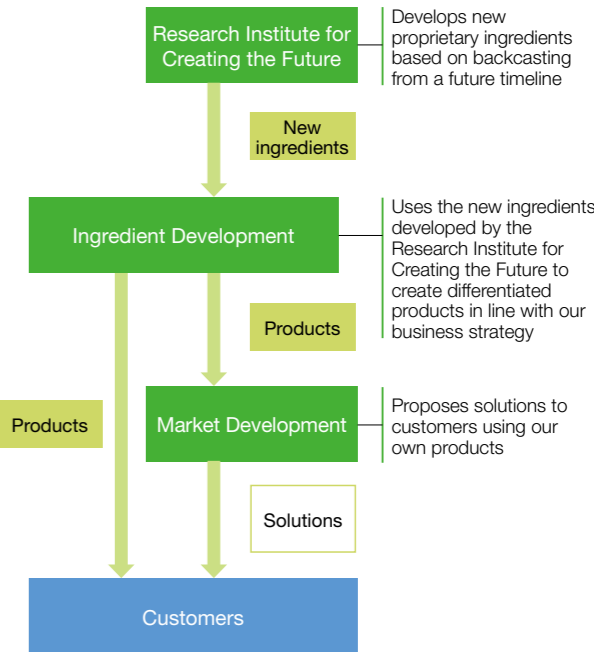 Research Institute for
Creating the Future
Develops new
proprietary ingredients
based on backcasting
from a future timeline
New
ingredients
Ingredient Development
Uses the new ingredients
developed by the
Research Institute for
Creating the Future to
create differentiated
products in line with our
business strategy
Products
Products
Market Development
Proposes solutions to
customers using our
own products
Solutions
Customers